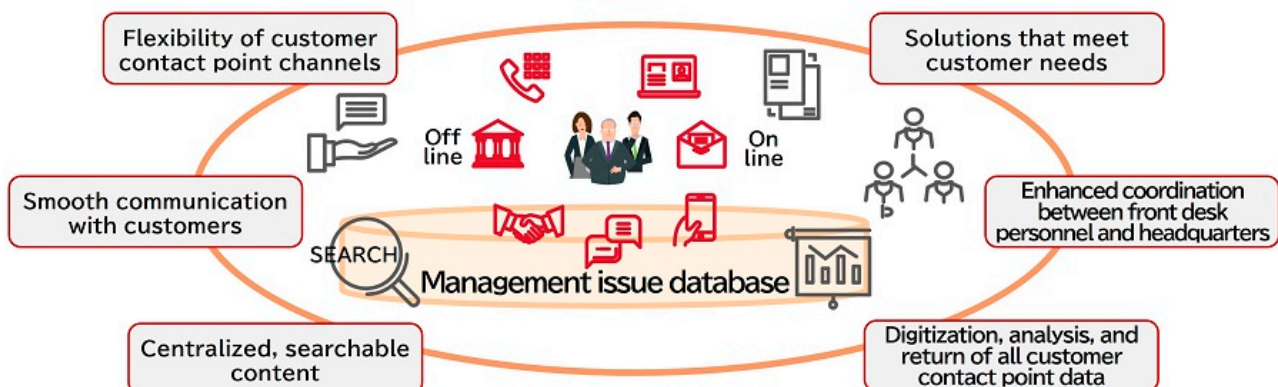 Flexibility of customer
contact point channels
Solutions that meet
customer needs
Off
line
On
line
Smooth communication
with customers
Enhanced coordination
between front desk
personnel and headquarters
SEARCH
Management issue database
Centralized, searchable
content
Digitization, analysis, and
return of all customer
contact point data